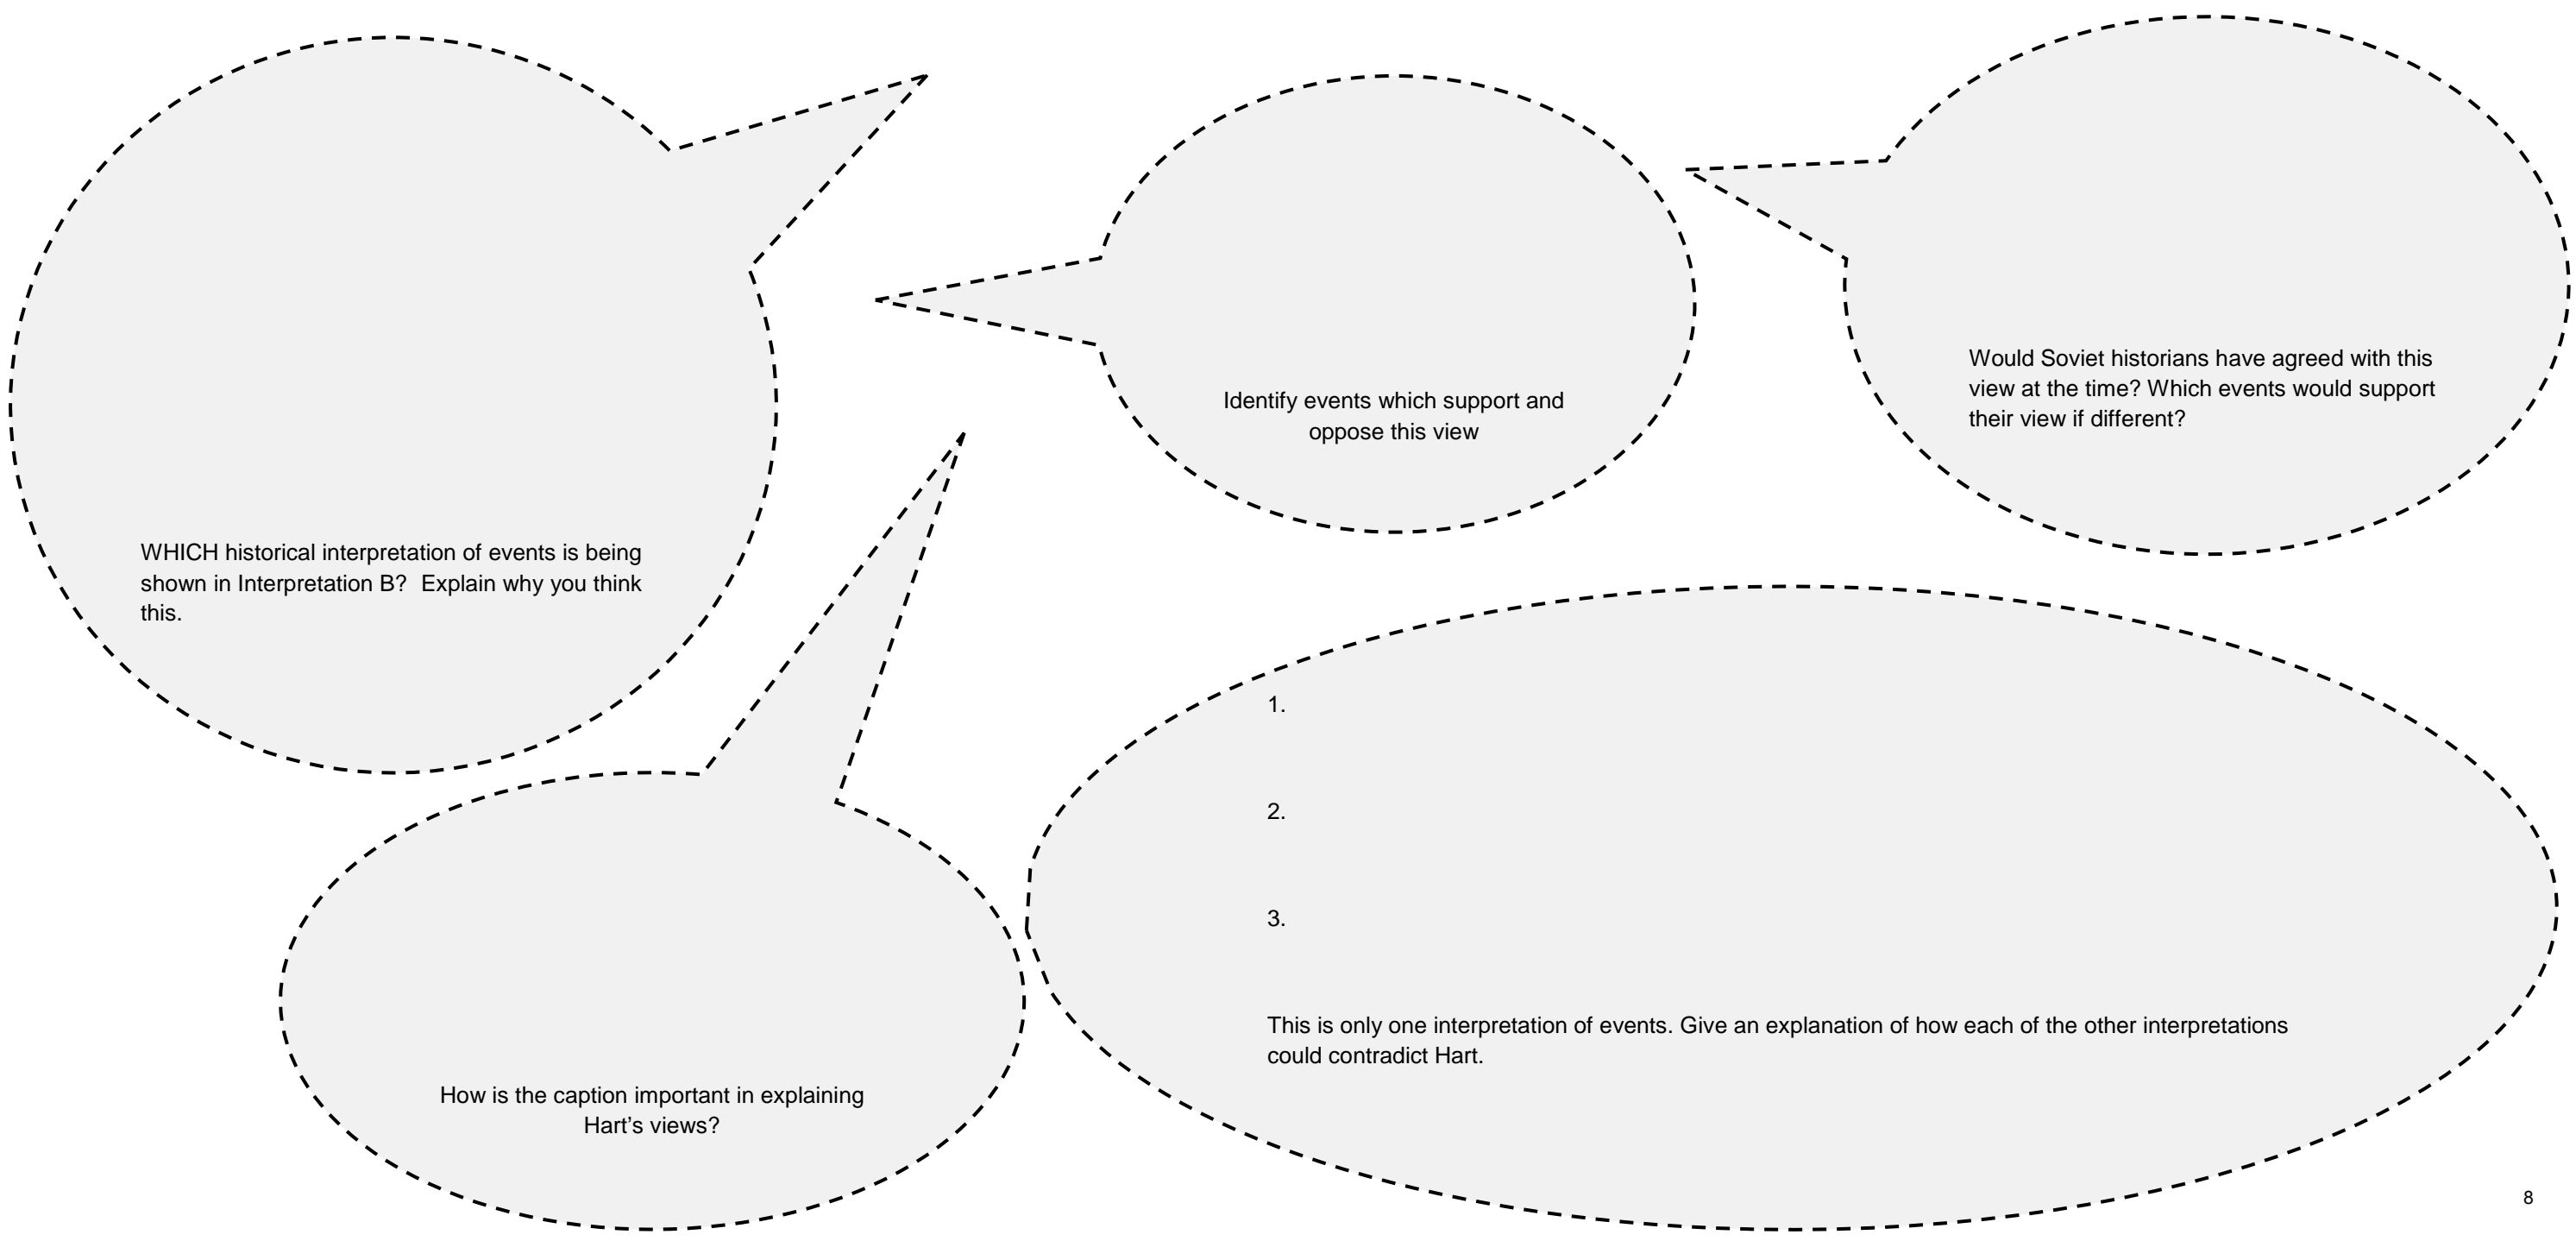 WHICH historical interpretation of events is being
shown in Interpretation B?  Explain why you think
this.
Identify events which support and
oppose this view
Would Soviet historians have agreed with this
view at the time? Which events would support
their view if different?
How is the caption important in explaining
Hart’s views?
1.
2.
3.
This is only one interpretation of events. Give an explanation of how each of the other interpretations
could contradict Hart.
8